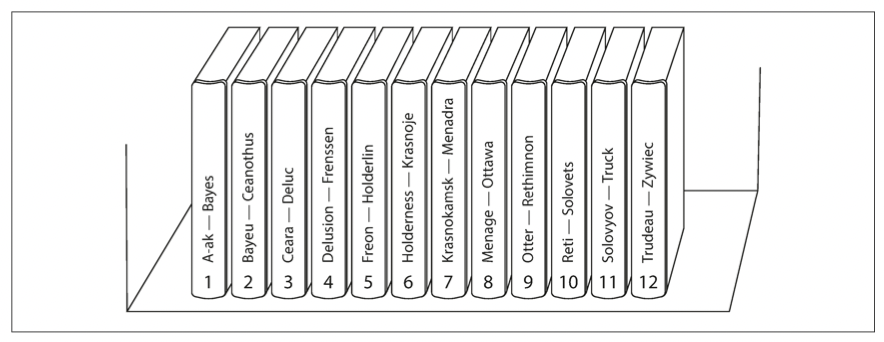 A-ak — Bayes
1
Bayeu — Ceanothus
2
Ceara — Deluc
3
Delusion — Frenssen
4
Freon — Holderlin
5
Holderness — Krasnoje
6
Krasnokamsk — Menadra
7
Menage — Ottawa
8
Otter — Rethimnon
9
Reti — Solovets
10
Solovyov — Truck
11
Trudeau — Zywiec
12